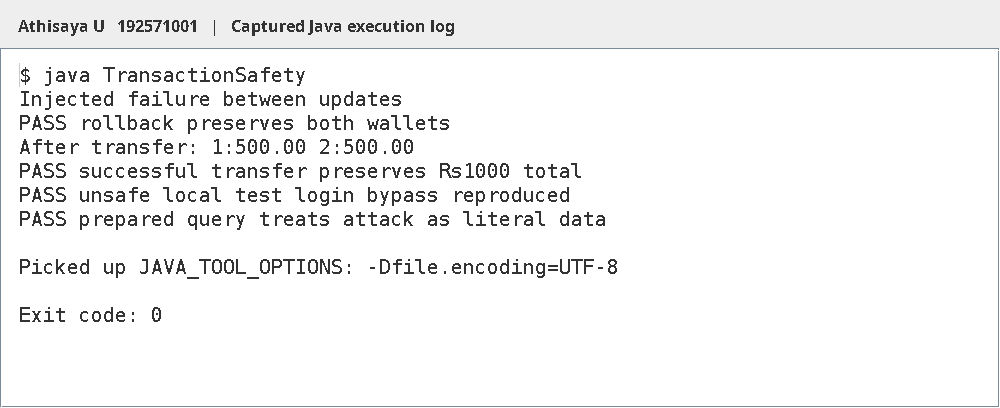 Athisaya U 192571001 | Captured Java execution log
$ java TransactionSafety
Injected failure between updates
PASS rollback preserves both wallets
After transfer: 1:500.00 2:500.00
PASS successful transfer preserves Rs1000 total
PASS unsafe local test login bypass reproduced
PASS prepared query treats attack as literal data
Picked up JAVA_TOOL_OPTIONS: -Dfile.encoding=UTF-8
Exit code: 0